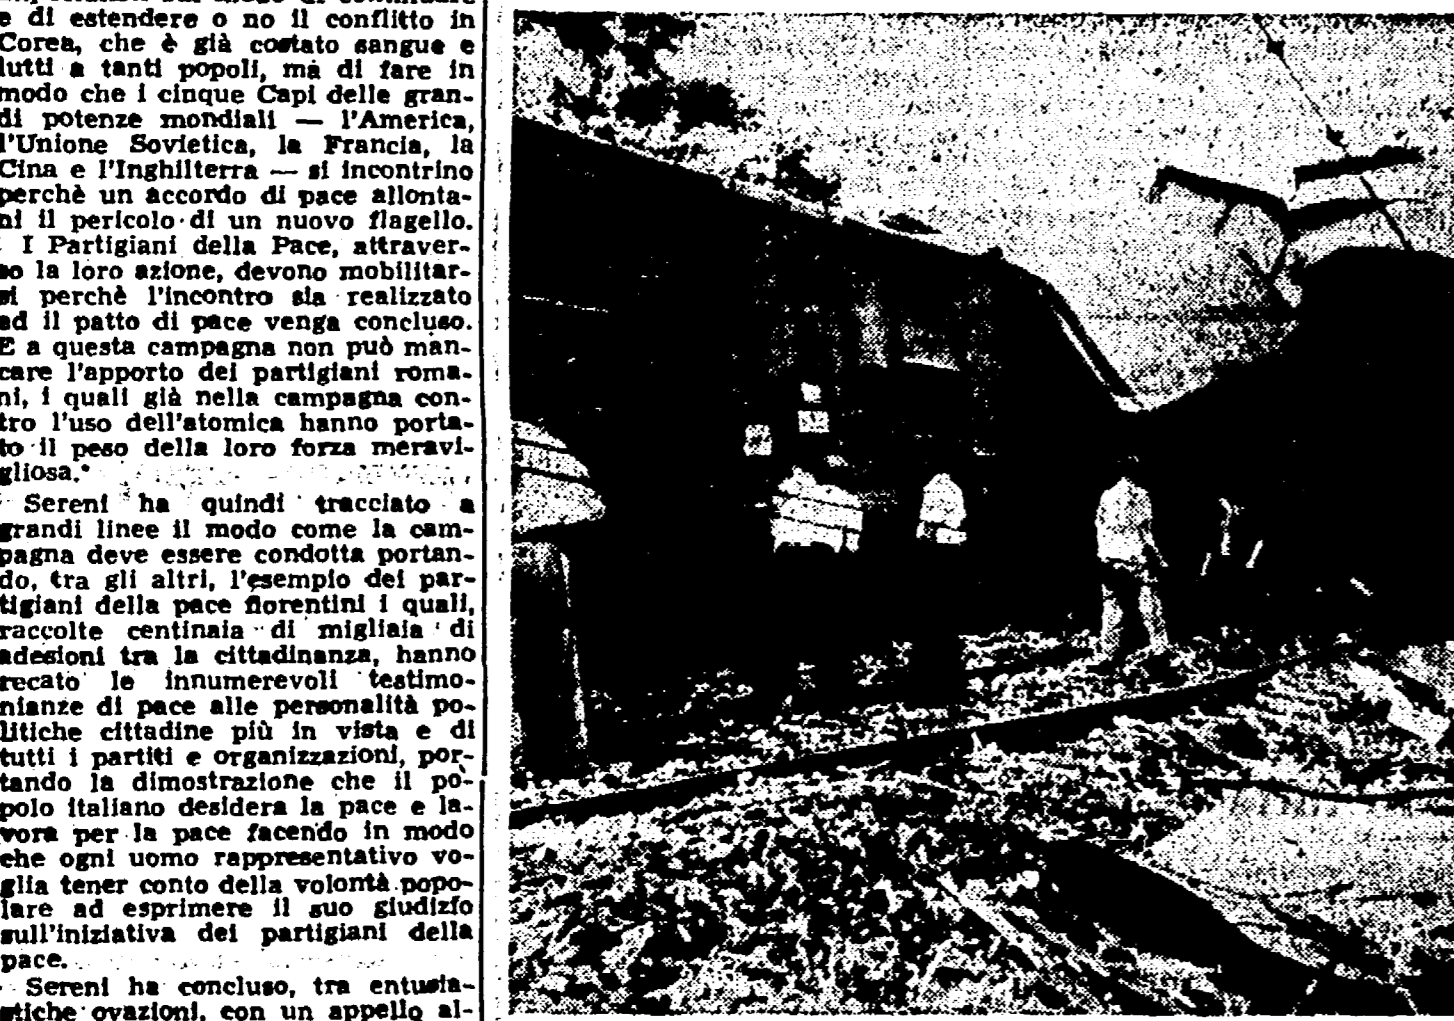 e di estendere o no il conflitto in
Corea, che è già costato sangue e
lutti a tanti popoli, ma di fare in
modo che i cinque Capi delle gran-
di potenze mondiali — l'America,
l'Unione Sovietica, la Francia, la
Cina e l'Inghilterra — si incontrino
perchè un accordo di pace allonta-
ni il pericolo di un nuovo flagello.
I Partigiani della Pace, attraver-
so la loro azione, devono mobilitar-
si perchè l'incontro sia realizzato
ed il patto di pace venga concluso.
E a questa campagna non può man-
care l'apporto dei partigiani roma-
ni, i quali già nella campagna con-
tro l'uso dell'atomica hanno porta-
to il peso della loro forza meravi-
gliosa.
Sereni ha quindi tracciato a
grandi linee il modo come la cam-
pagna deve essere condotta portan-
do, tra gli altri, l'esempio dei par-
tigiani della pace fiorentini i quali,
raccolte centinaia di migliaia di
adesioni tra la cittadinanza, hanno
recato le innumerevoli testimo-
nianze di pace alle personalità po-
litiche cittadine più in vista e di
tutti i partiti e organizzazioni, por-
tando la dimostrazione che il po-
polo italiano desidera la pace e la-
vora per la pace facendo in modo
che ogni uomo rappresentativo vo-
glia tener conto della volontà popo-
lare ad esprimere il suo giudizio
sull'iniziativa dei partigiani della
pace.
Sereni ha concluso, tra entusia-
stiche ovazioni, con un appello al-